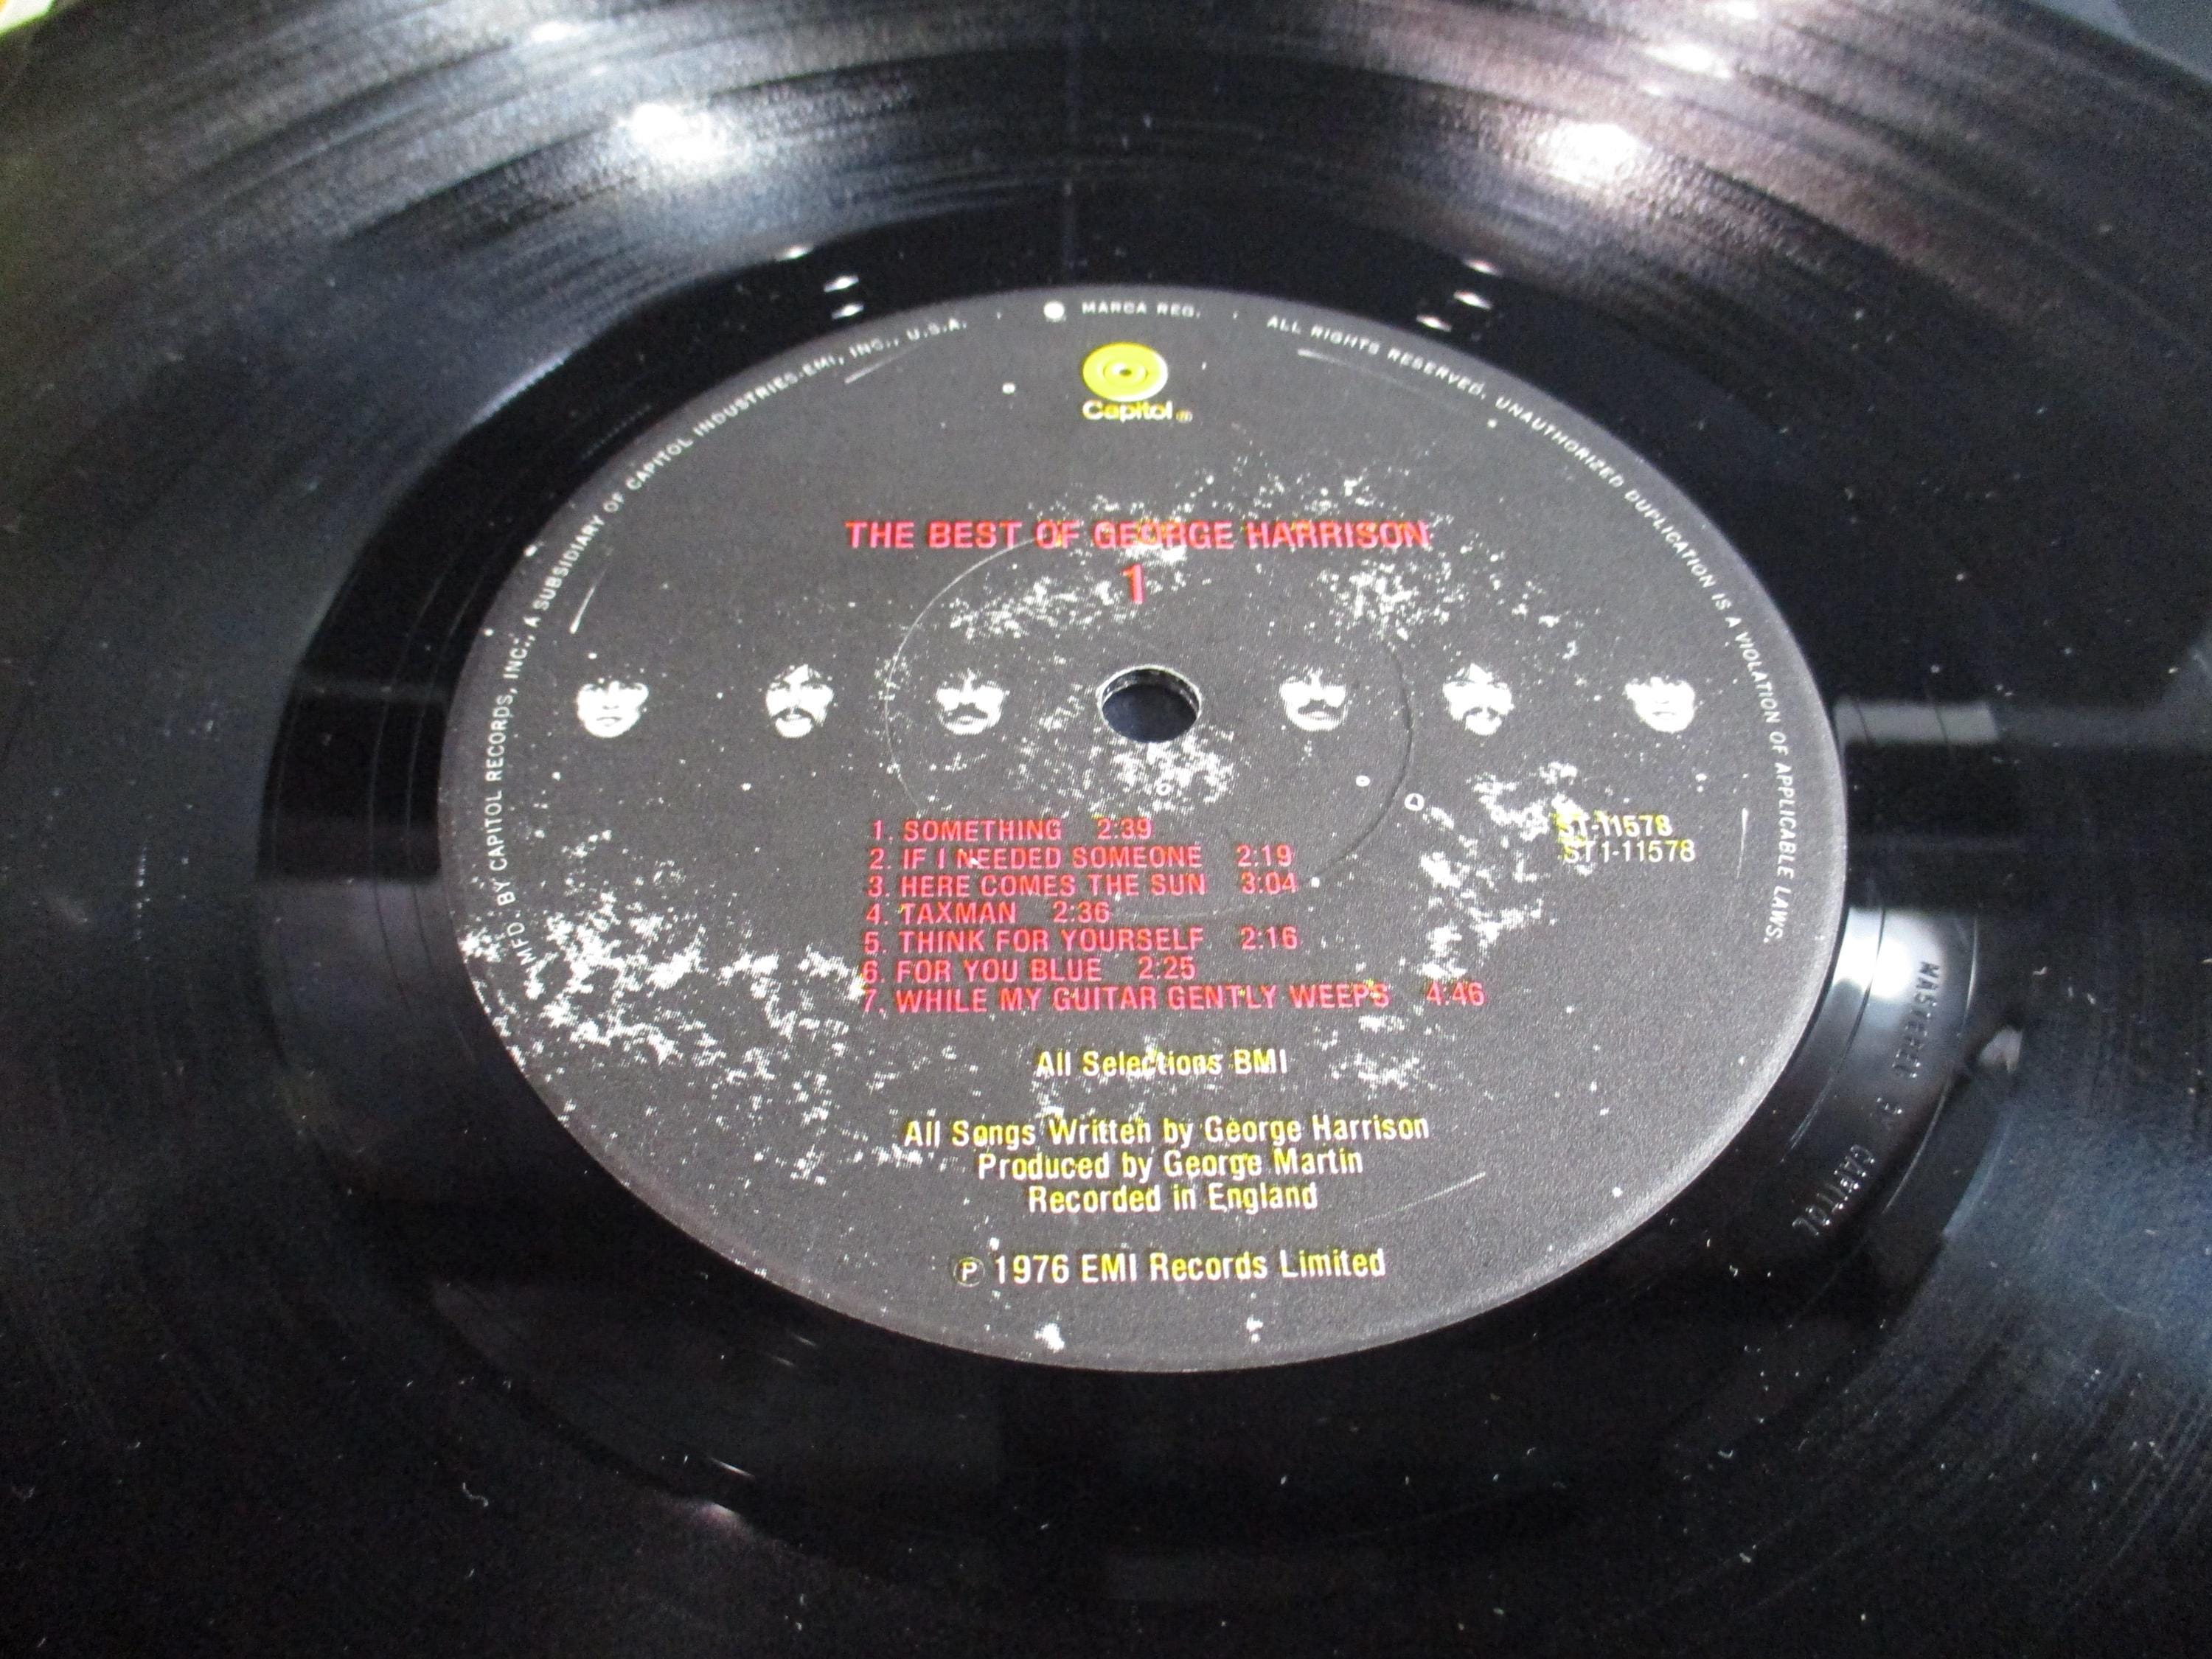 MFD. BY CAPITOL RECORDS, INC., A SUBSIDIARY OF CAPITOL INDUSTRIES-EMI, INC., U.S.A. · MARCA REG. · ALL RIGHTS RESERVED. UNAUTHORIZED DUPLICATION IS A VIOLATION OF APPLICABLE LAWS.
Capitol ®
THE BEST OF GEORGE HARRISON
1
1. SOMETHING 2:39
2. IF I NEEDED SOMEONE 2:19
3. HERE COMES THE SUN 3:04
4. TAXMAN 2:36
5. THINK FOR YOURSELF 2:16
6. FOR YOU BLUE 2:25
7. WHILE MY GUITAR GENTLY WEEPS 4:46
ST-11578
ST1-11578
All Selections BMI
All Songs Written by George Harrison
Produced by George Martin
Recorded in England
℗ 1976 EMI Records Limited
MASTERED BY CAPITOL